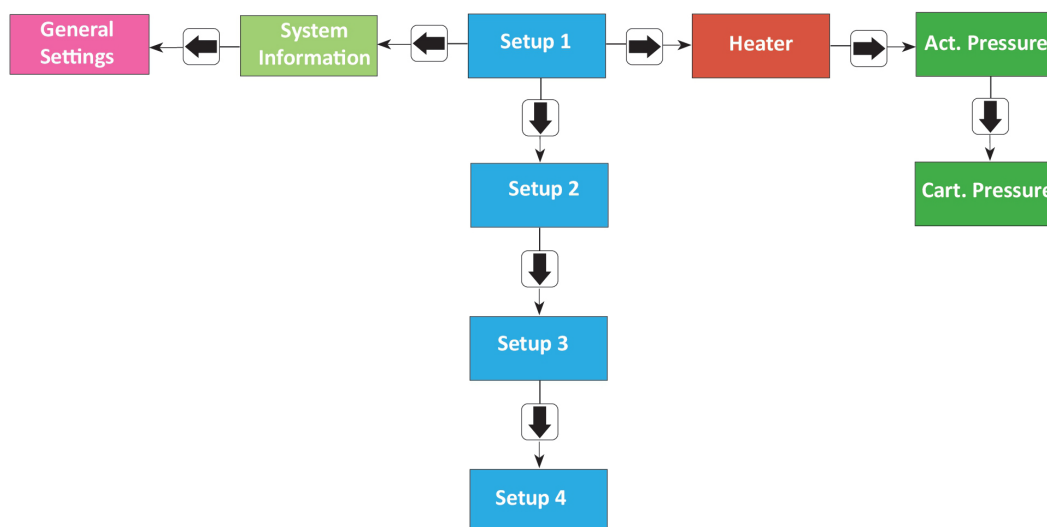 General
Settings
System
Information
Setup 1
Heater
Act. Pressure
Setup 2
Cart. Pressure
Setup 3
Setup 4